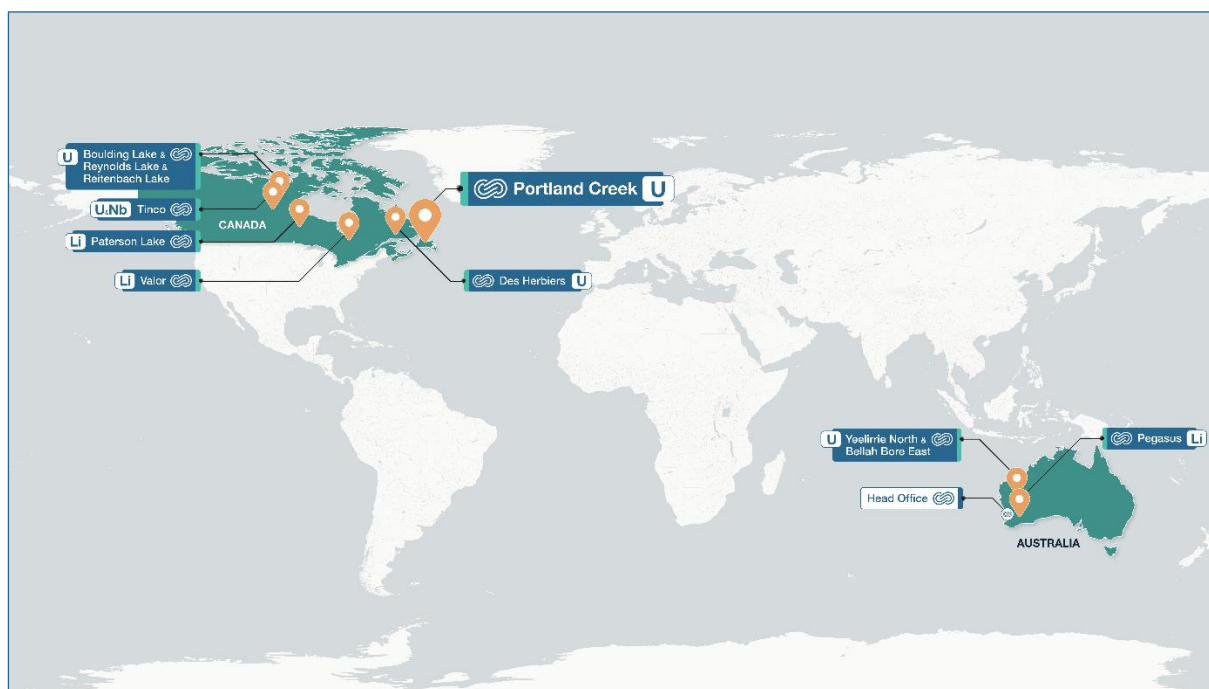 U
Boulding Lake &
Reynolds Lake &
Reitenbach Lake
U&Nb Tinco
Li Paterson Lake
Li Valor
CANADA
Portland Creek U
Des Herbiers U
U
Yeelirrie North &
Bellah Bore East
Pegasus Li
Head Office
AUSTRALIA